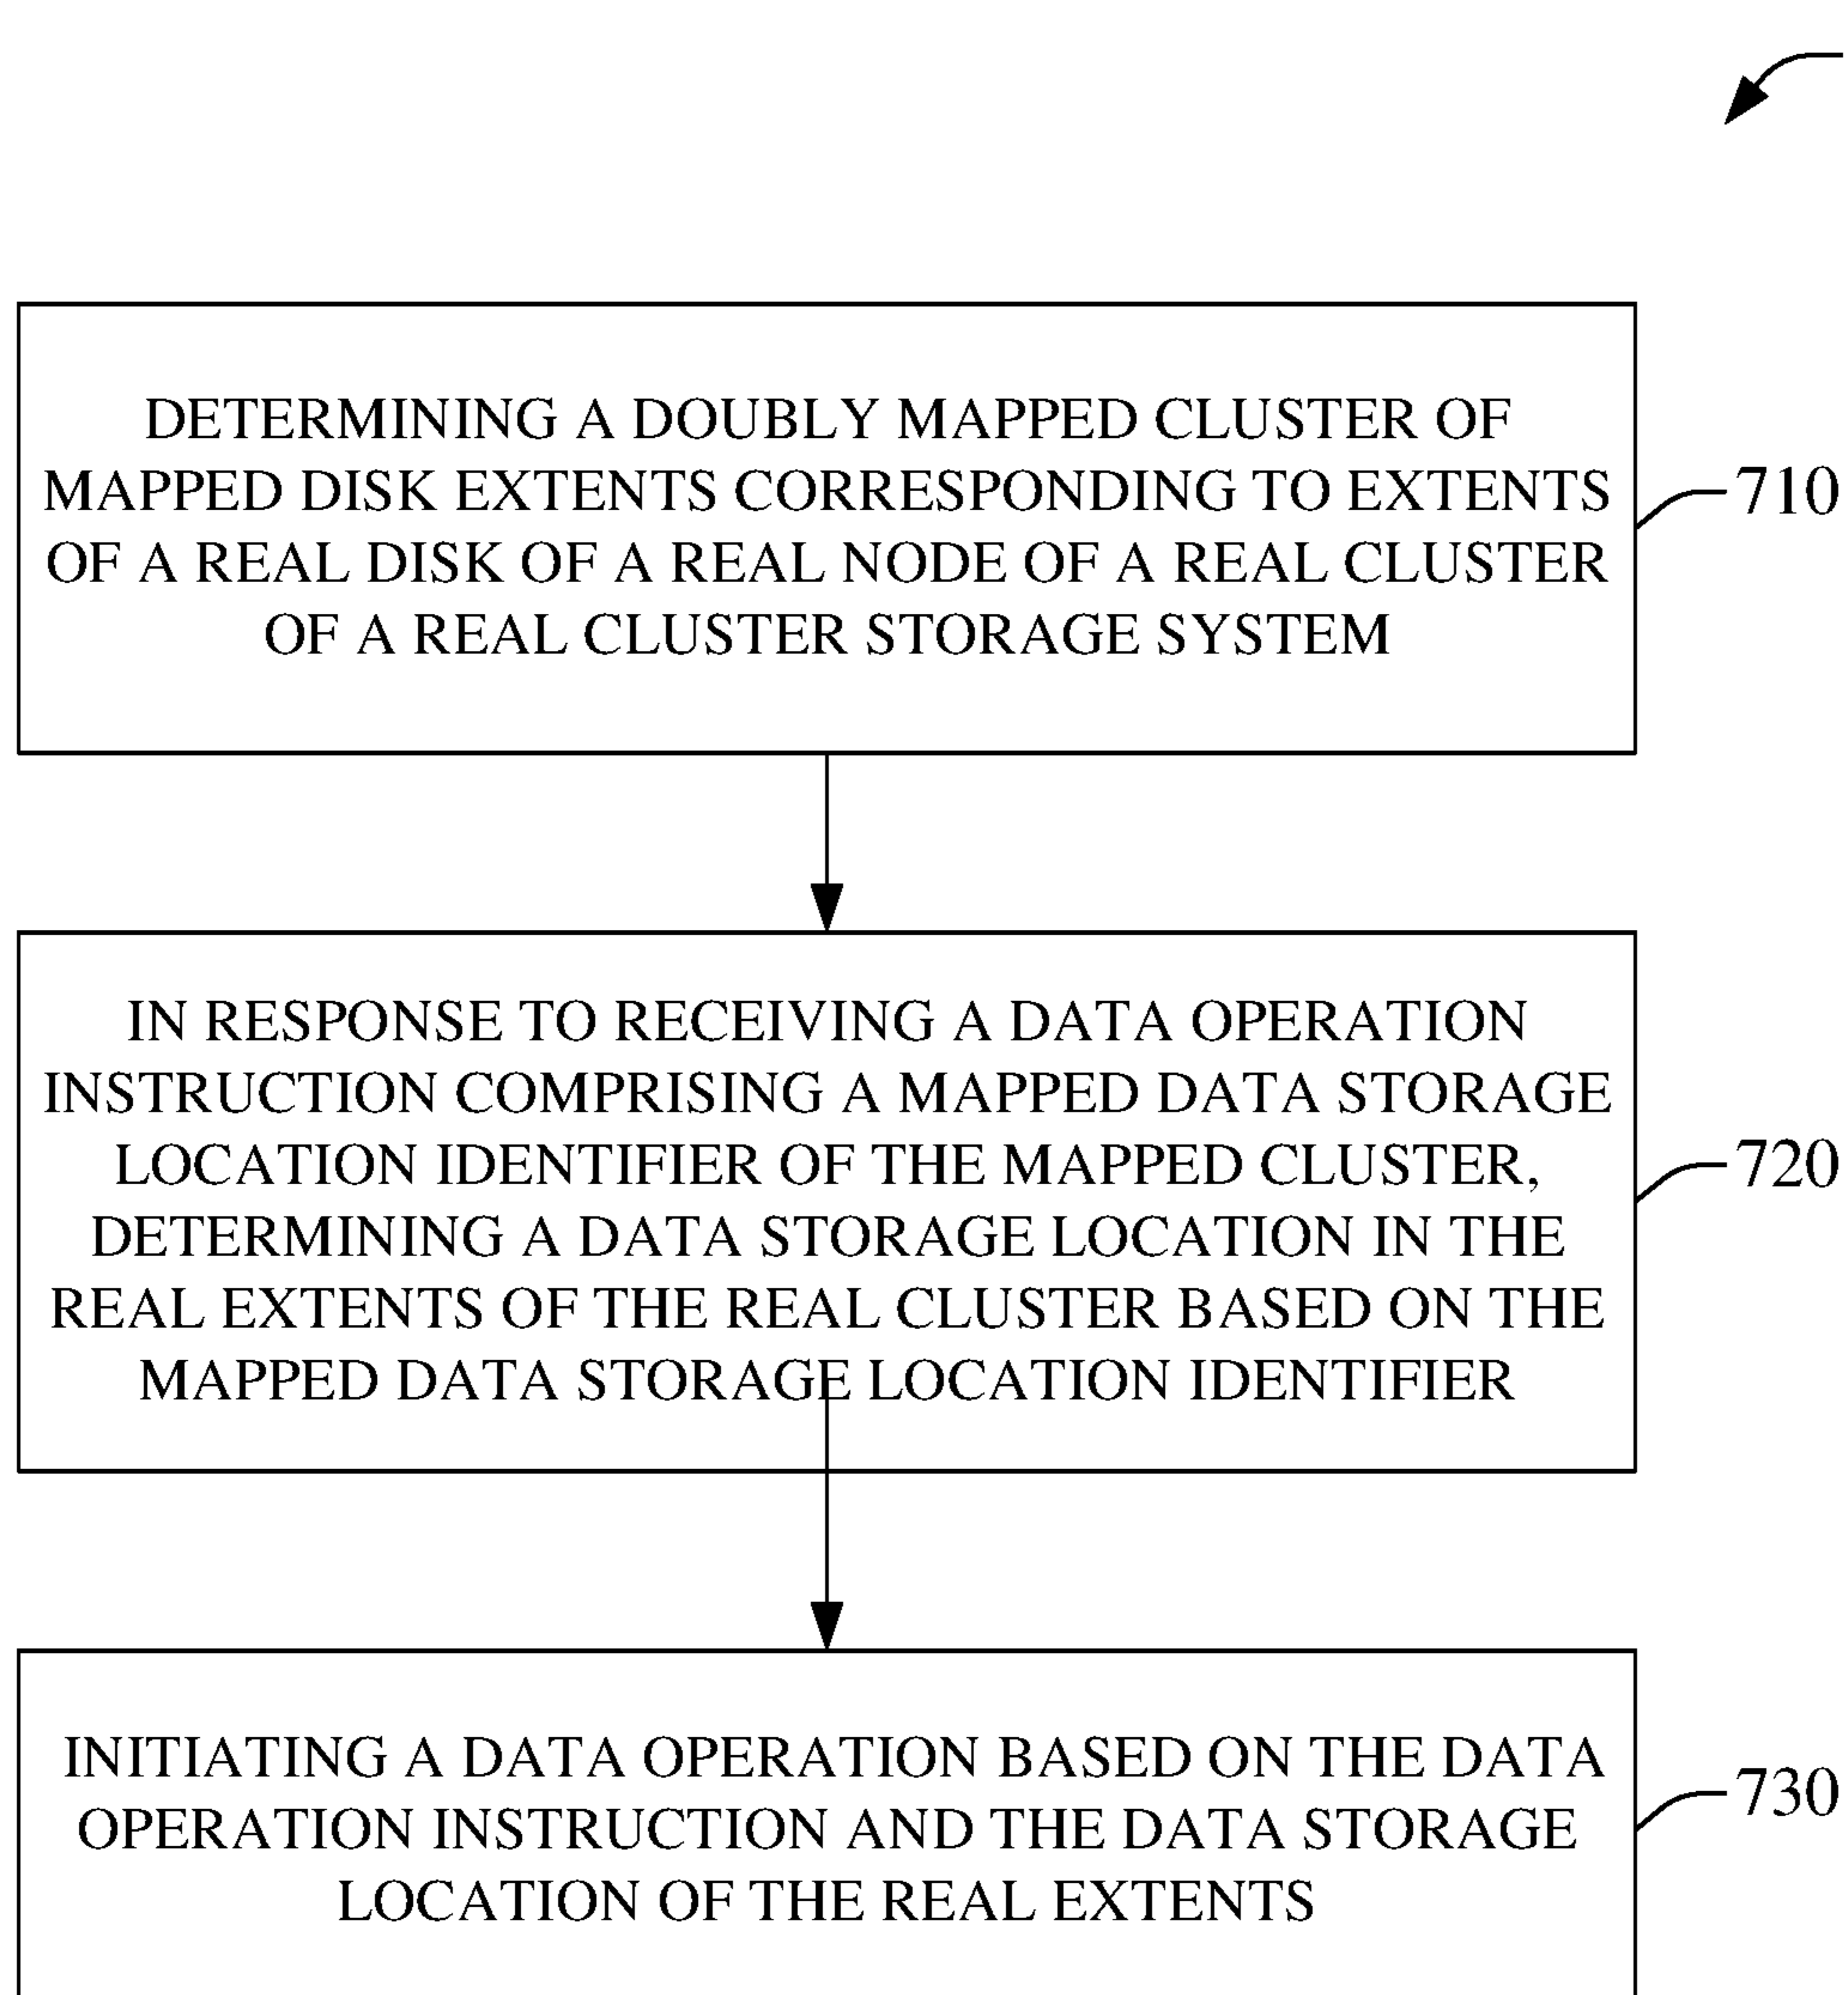 DETERMINING A DOUBLY MAPPED CLUSTER OF
MAPPED DISK EXTENTS CORRESPONDING TO EXTENTS
OF A REAL DISK OF A REAL NODE OF A REAL CLUSTER
OF A REAL CLUSTER STORAGE SYSTEM
710
IN RESPONSE TO RECEIVING A DATA OPERATION
INSTRUCTION COMPRISING A MAPPED DATA STORAGE
LOCATION IDENTIFIER OF THE MAPPED CLUSTER,
DETERMINING A DATA STORAGE LOCATION IN THE
REAL EXTENTS OF THE REAL CLUSTER BASED ON THE
MAPPED DATA STORAGE LOCATION IDENTIFIER
720
INITIATING A DATA OPERATION BASED ON THE DATA
OPERATION INSTRUCTION AND THE DATA STORAGE
LOCATION OF THE REAL EXTENTS
730